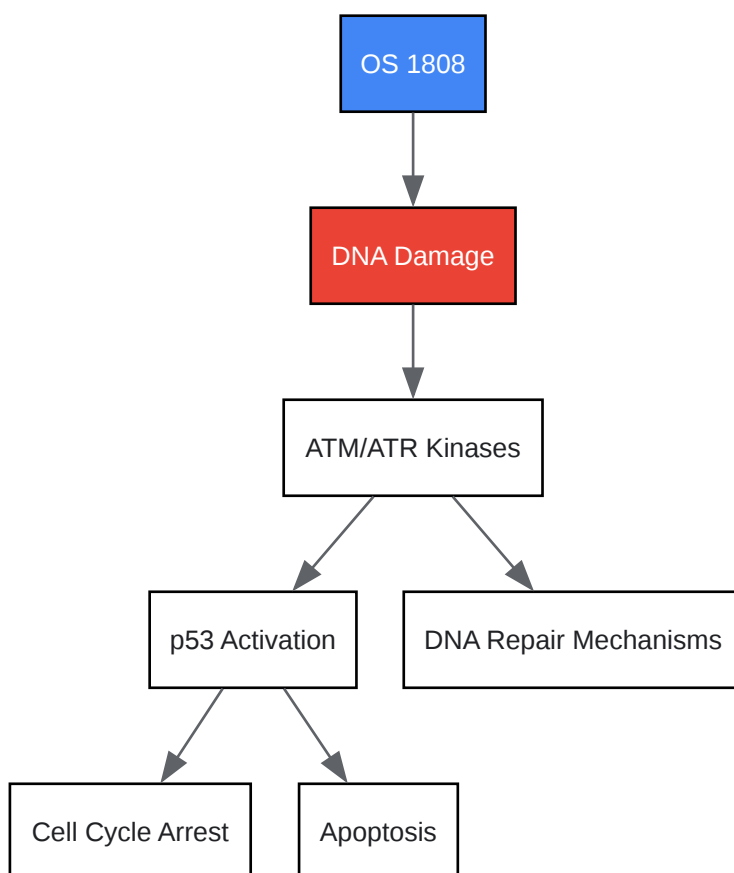 OS 1808
DNA Damage
ATM/ATR Kinases
p53 Activation
DNA Repair Mechanisms
Cell Cycle Arrest
Apoptosis